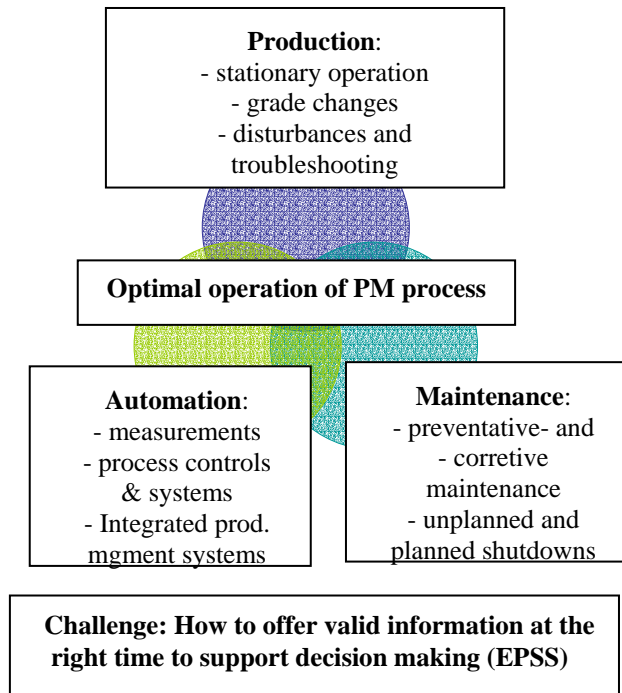 Production:
- stationary operation
- grade changes
- disturbances and
troubleshooting
Optimal operation of PM process
Automation:
- measurements
- process controls
& systems
- Integrated prod.
mgment systems
Maintenance:
- preventative- and
- corretive
maintenance
- unplanned and
planned shutdowns
Challenge: How to offer valid information at the
right time to support decision making (EPSS)